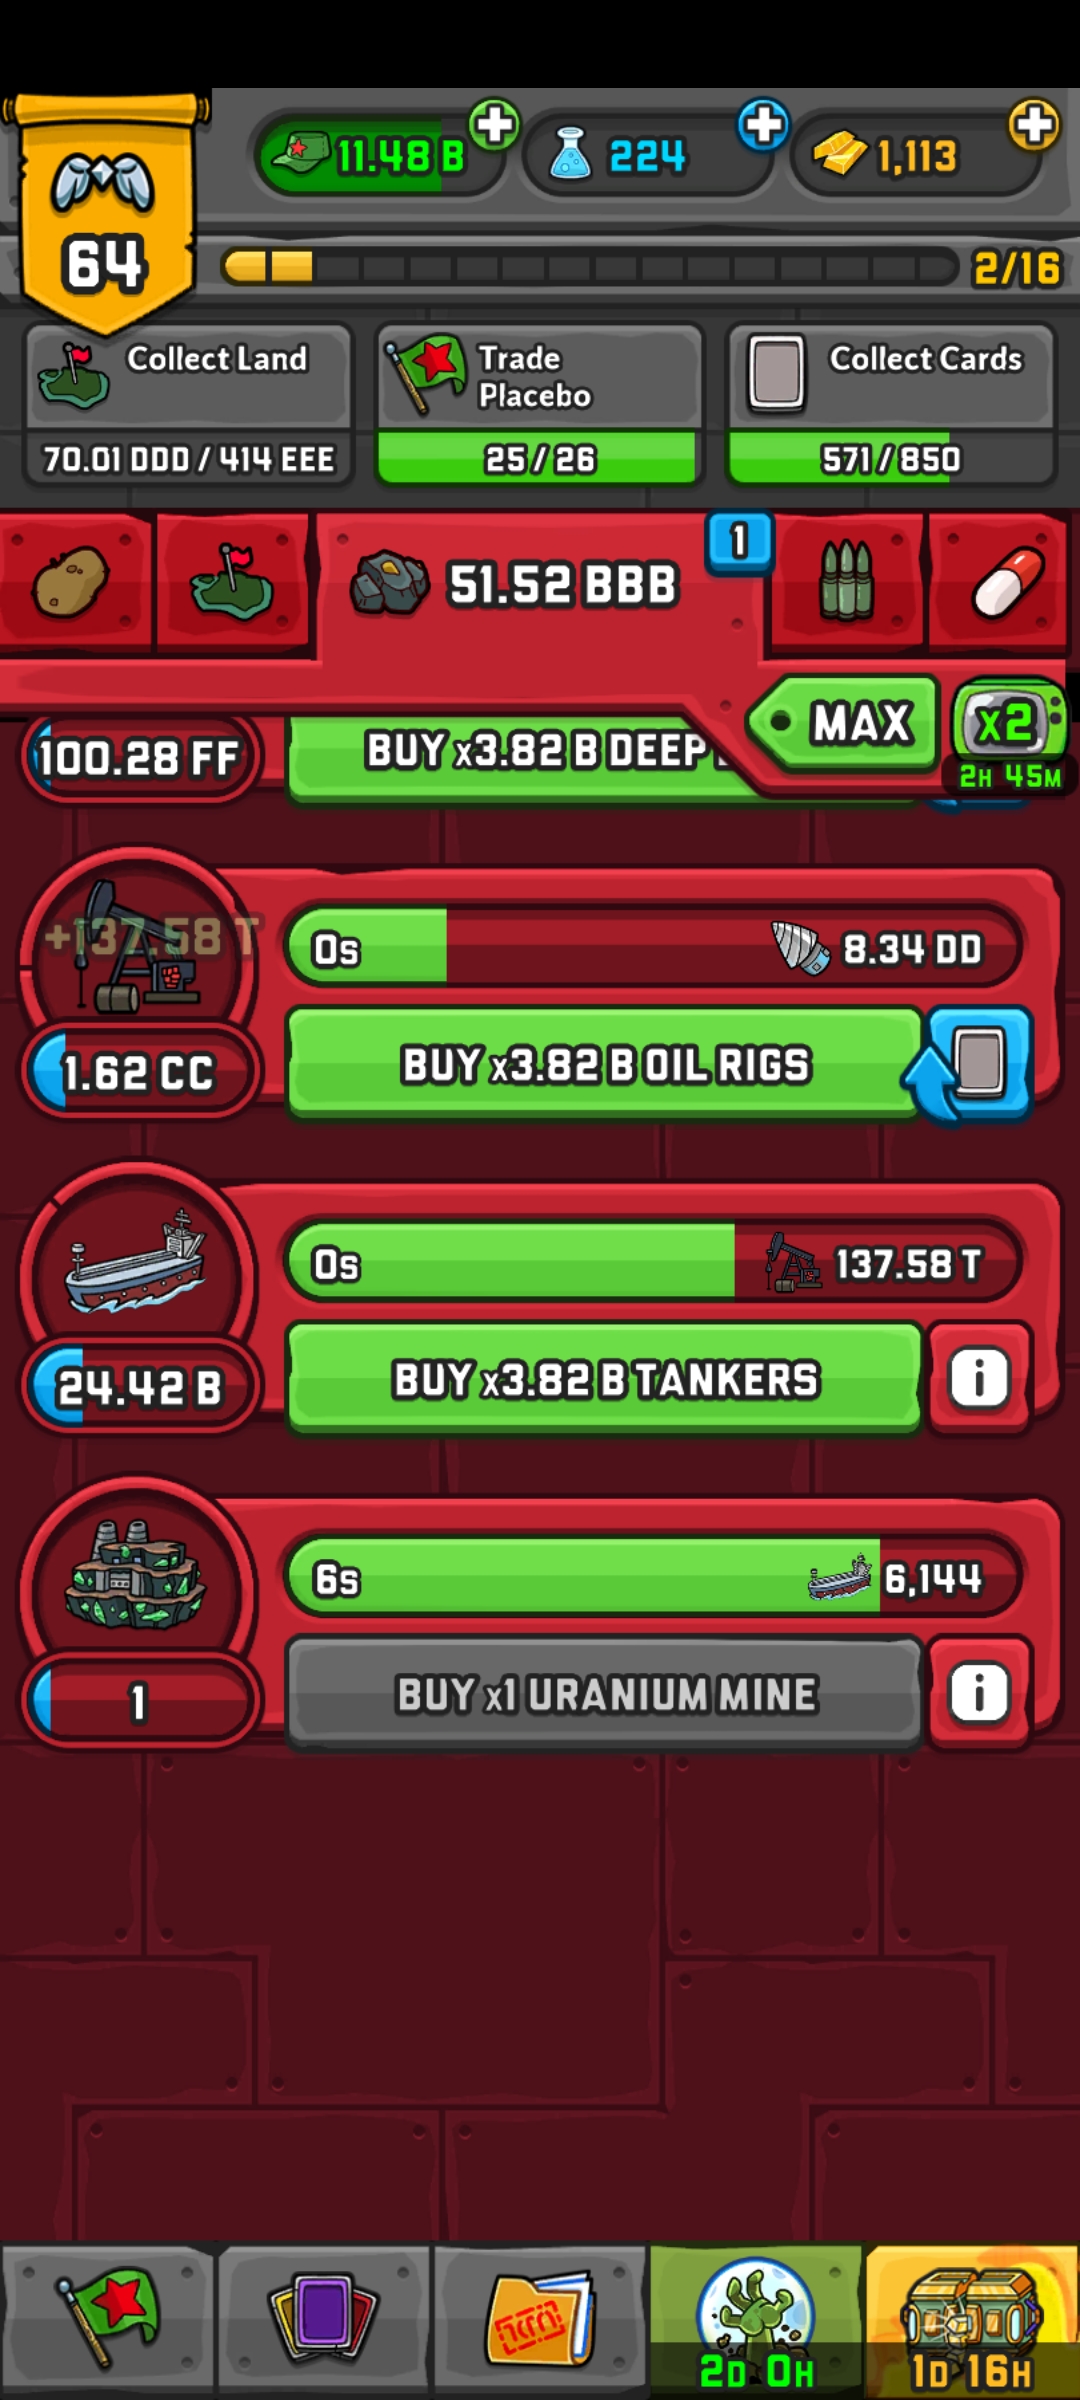 11.48 B
224
1,113
64
2/16
Collect Land
70.01 DDD / 414 EEE
Trade
Placebo
25 / 26
Collect Cards
571 / 850
51.52 BBB
1
MAX
x2
2H 45M
100.28 FF
BUY x3.82 B DEEP
+137.58 T
0s
8.34 DD
1.62 CC
BUY x3.82 B OIL RIGS
0s
137.58 T
24.42 B
BUY x3.82 B TANKERS
i
6s
6,144
1
BUY x1 URANIUM MINE
i
2D 0H
1D 16H